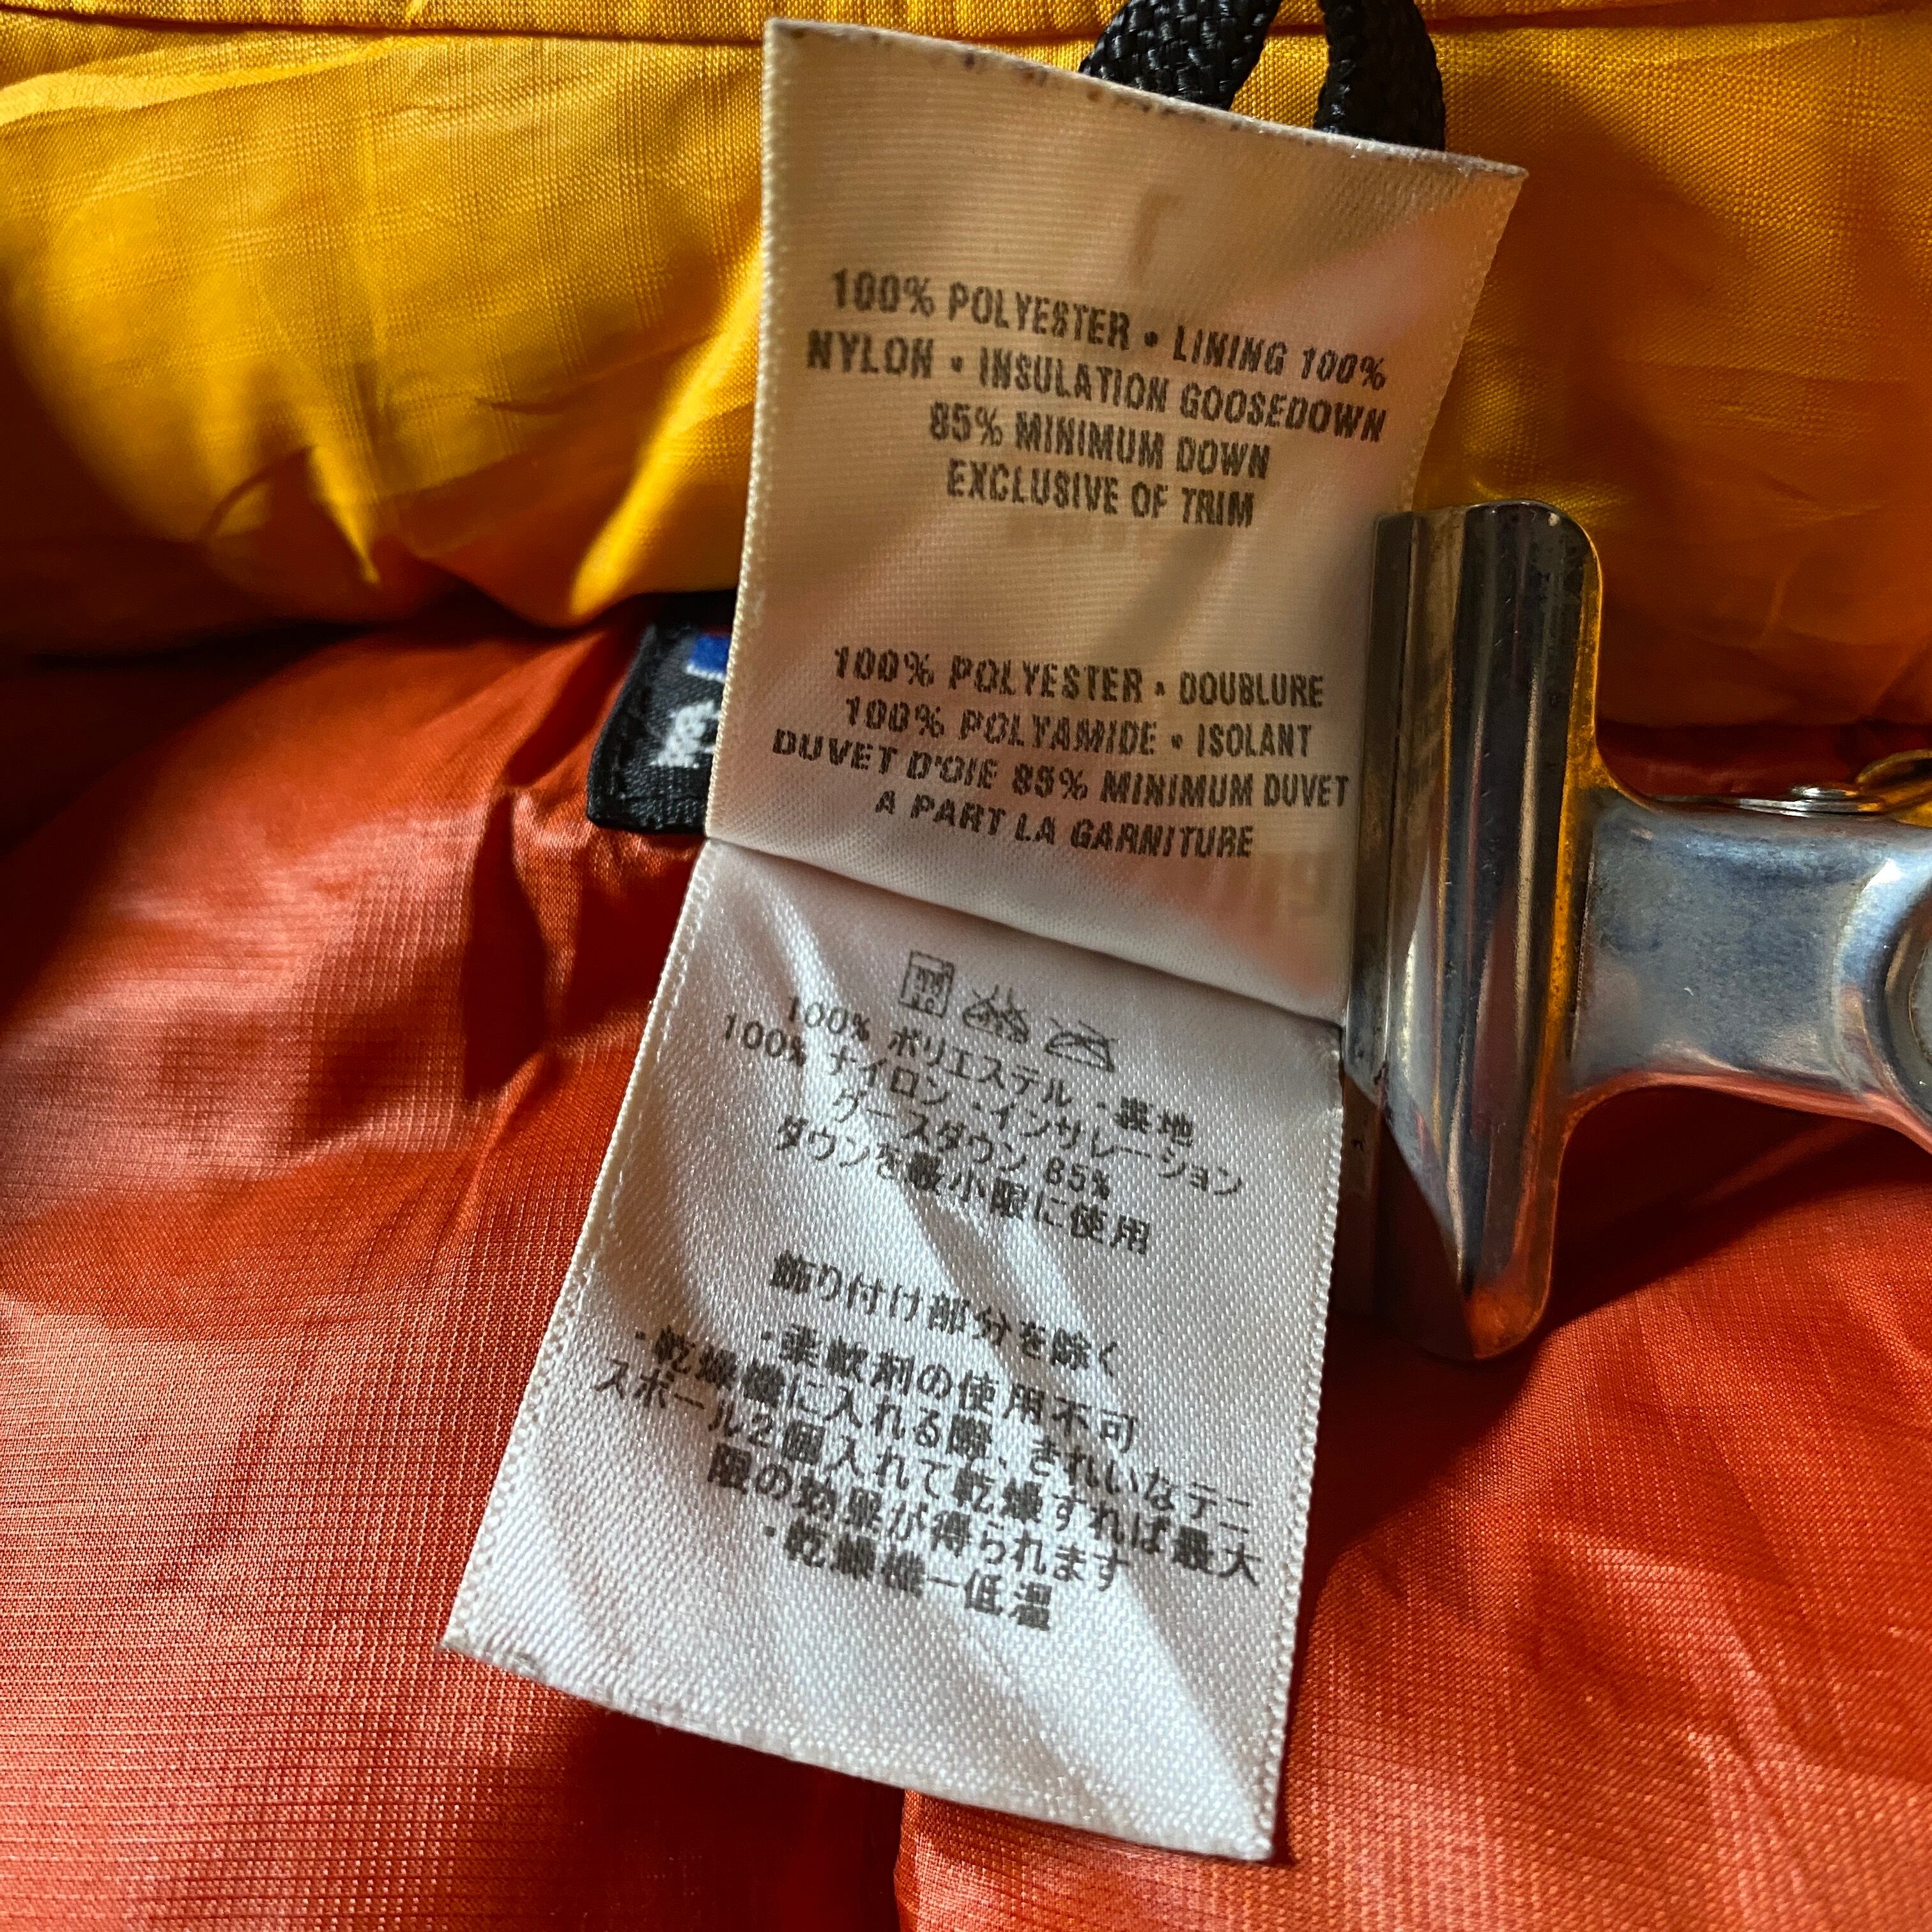 100% POLYESTER • LINING 100%
NYLON • INSULATION GOOSEDOWN
85% MINIMUM DOWN
EXCLUSIVE OF TRIM
100% POLYESTER • DOUBLURE
100% POLYAMIDE • ISOLANT
DUVET D'OIE 85% MINIMUM DUVET
A PART LA GARNITURE
100% ポリエステル・裏地
100% ナイロン・インサレーション
グースダウン 85%
ダウンを最小限に使用
飾り付け部分を除く
・柔軟剤の使用不可
・乾燥機に入れる際、きれいなテニ
スボール2個入れて乾燥すれば最大
限の効果が得られます
・乾燥機–低温